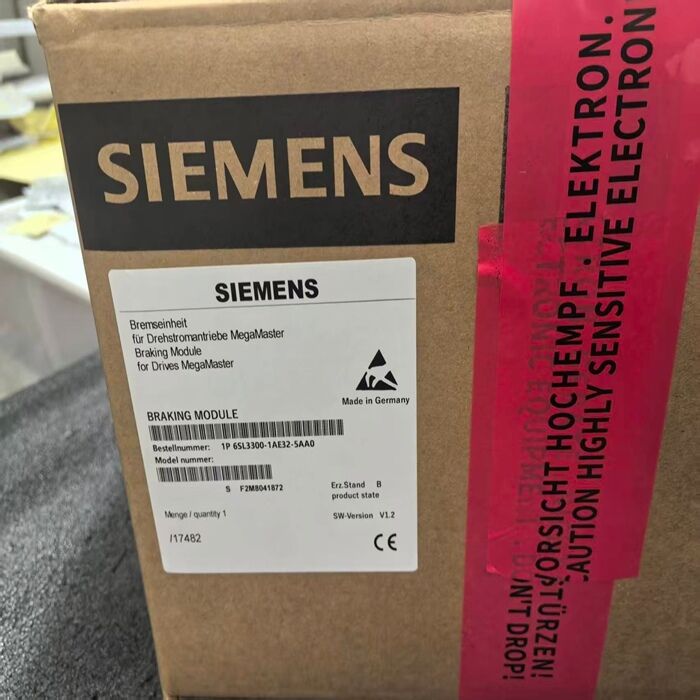 SIEMENS
SIEMENS
Bremseinheit
für Drehstromantriebe MegaMaster
Braking Module
for Drives MegaMaster
Made in Germany
BRAKING MODULE
Bestellnummer: 1P 6SL3300-1AE32-5AA0
Model nummer:
S F2M8041872
Erz.Stand B
product state
Menge / quantity 1
SW-Version V1.2
/17482
CE
VORSICHT HOCHEMPF. ELEKTRON.
CAUTION HIGHLY SENSITIVE ELECTRON
EQUIPMENT
STÜRZEN!
DON'T DROP!